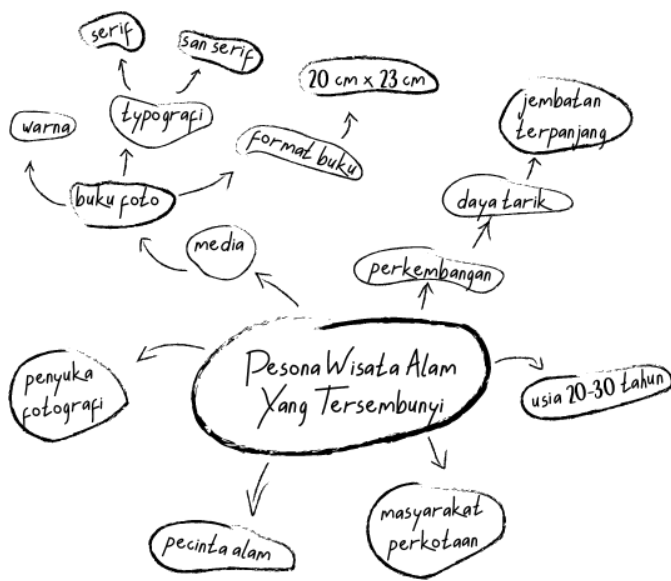 serif
san serif
20 cm x 23 cm
jembatan
terpanjang
warna
typografi
format buku
buku foto
daya tarik
media
perkembangan
Pesona Wisata Alam
Yang Tersembunyi
penyuka
fotografi
usia 20-30 tahun
masyarakat
perkotaan
pecinta alam